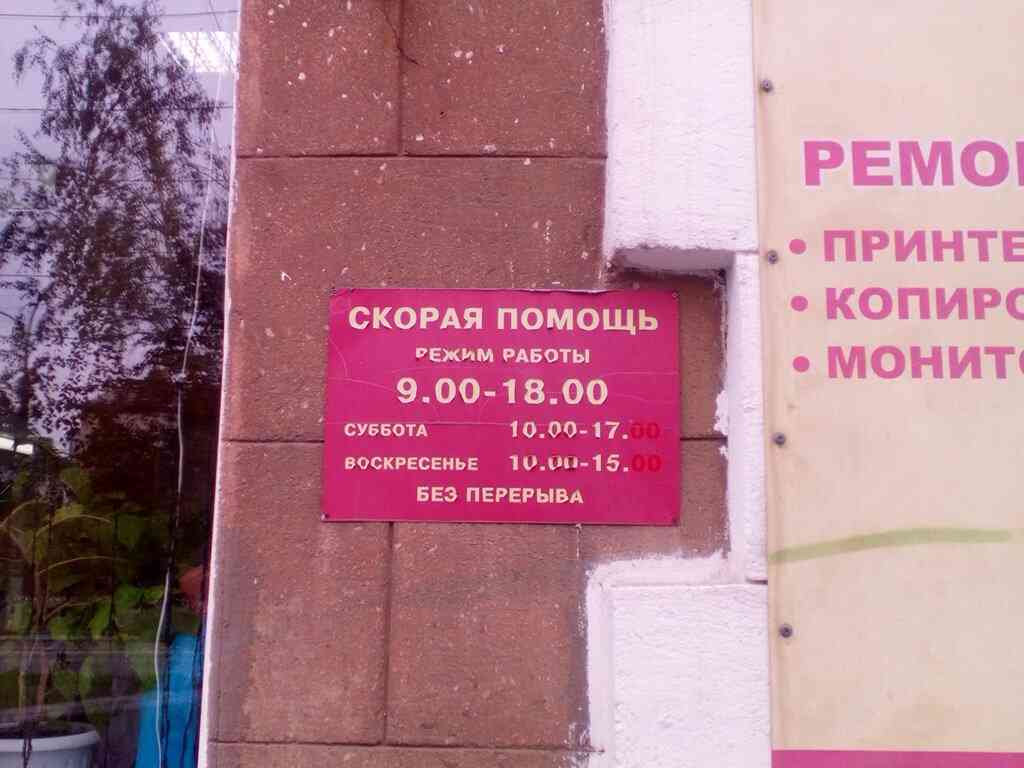 СКОРАЯ ПОМОЩЬ
РЕЖИМ РАБОТЫ
9.00-18.00
СУББОТА 10.00-17.00
ВОСКРЕСЕНЬЕ 10.00-15.00
БЕЗ ПЕРЕРЫВА
РЕМО
• ПРИНТЕ
• КОПИРО
• МОНИТО